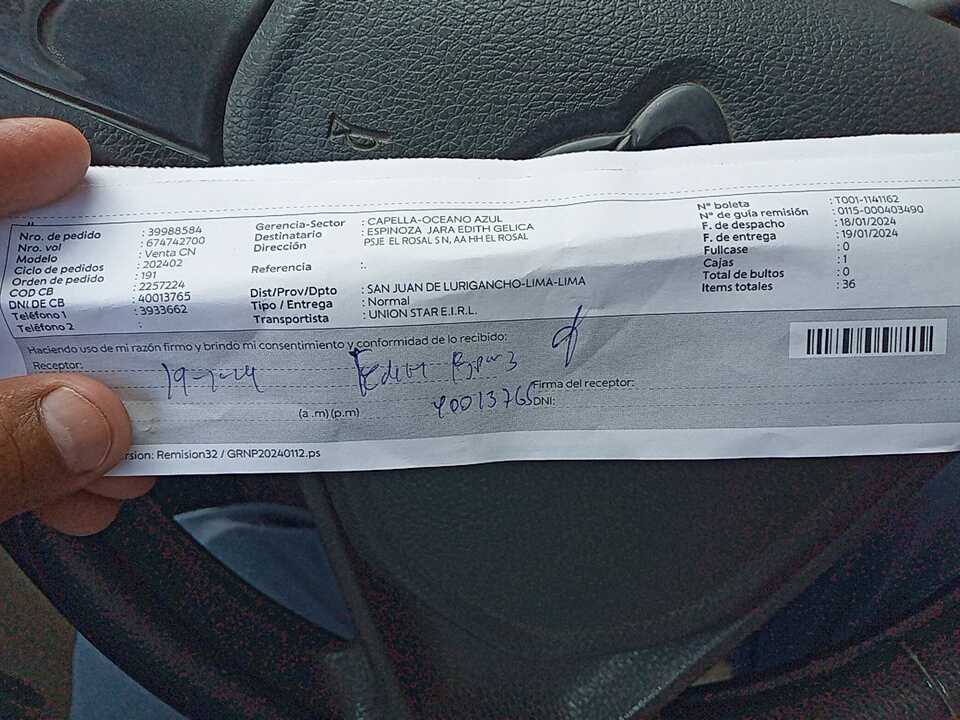 Nro. de pedido : 39988584
Nro. vol : 674742700
Modelo : Venta CN
Ciclo de pedidos : 202402
Orden de pedido : 191
COD CB : 2257224
DNI DE CB : 40013765
Teléfono 1 : 3933662
Teléfono 2 :
Gerencia-Sector : CAPELLA-OCEANO AZUL
Destinatario : ESPINOZA JARA EDITH GELICA
Dirección : PSJE EL ROSAL S N, AA HH EL ROSAL
Referencia :.
Dist/Prov/Dpto : SAN JUAN DE LURIGANCHO-LIMA-LIMA
Tipo / Entrega : Normal
Transportista : UNION STAR E.I.R.L.
Nº boleta : T001-1141162
Nº de guía remisión : 0115-000403490
F. de despacho : 18/01/2024
F. de entrega : 19/01/2024
Fullcase : 0
Cajas : 1
Total de bultos : 0
Items totales : 36
Haciendo uso de mi razón firmo y brindo mi consentimiento y conformidad de lo recibido:
Receptor: 19-1-24 Edith
(a .m) (p.m)
Firma del receptor:
40013765 DNI:
rsion: Remision32 / GRNP20240112.ps